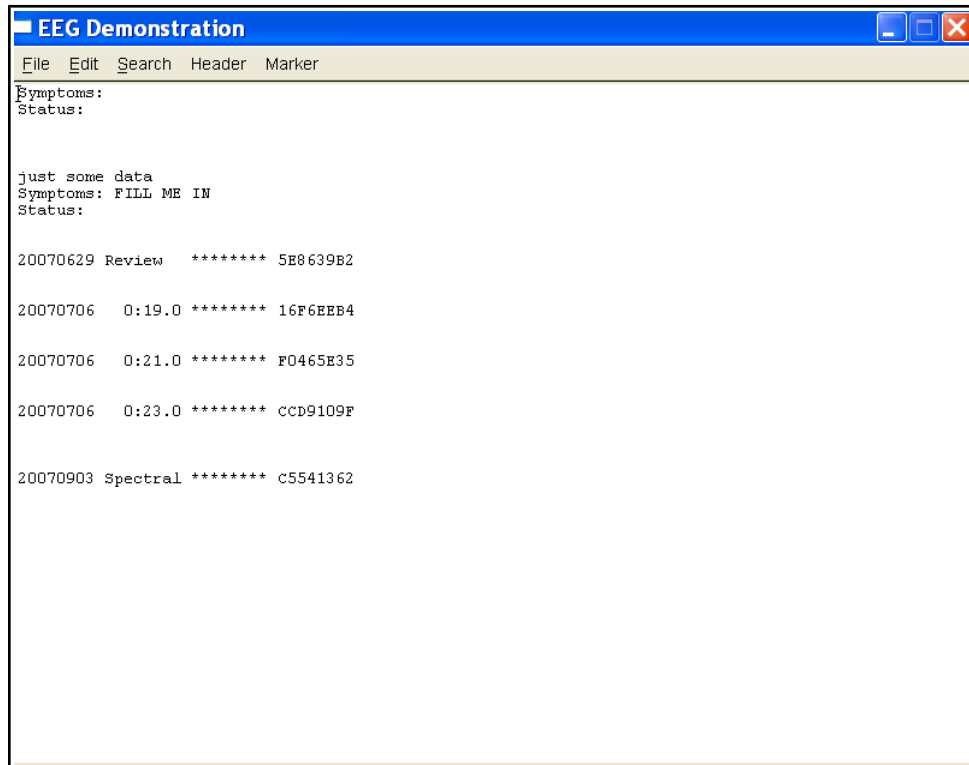 EEG Demonstration
File Edit Search Header Marker
Symptoms:
Status:
just some data
Symptoms: FILL ME IN
Status:
20070629 Review ******** 5E8639B2
20070706 0:19.0 ******** 16F6EEB4
20070706 0:21.0 ******** F0465E35
20070706 0:23.0 ******** CCD9109F
20070903 Spectral ******** C5541362